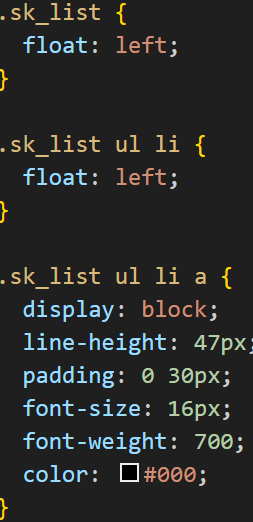 .sk_list {
float: left;
}
.sk_list ul li {
float: left;
}
.sk_list ul li a {
display: block;
line-height: 47px;
padding: 0 30px;
font-size: 16px;
font-weight: 700;
color: #000;
}